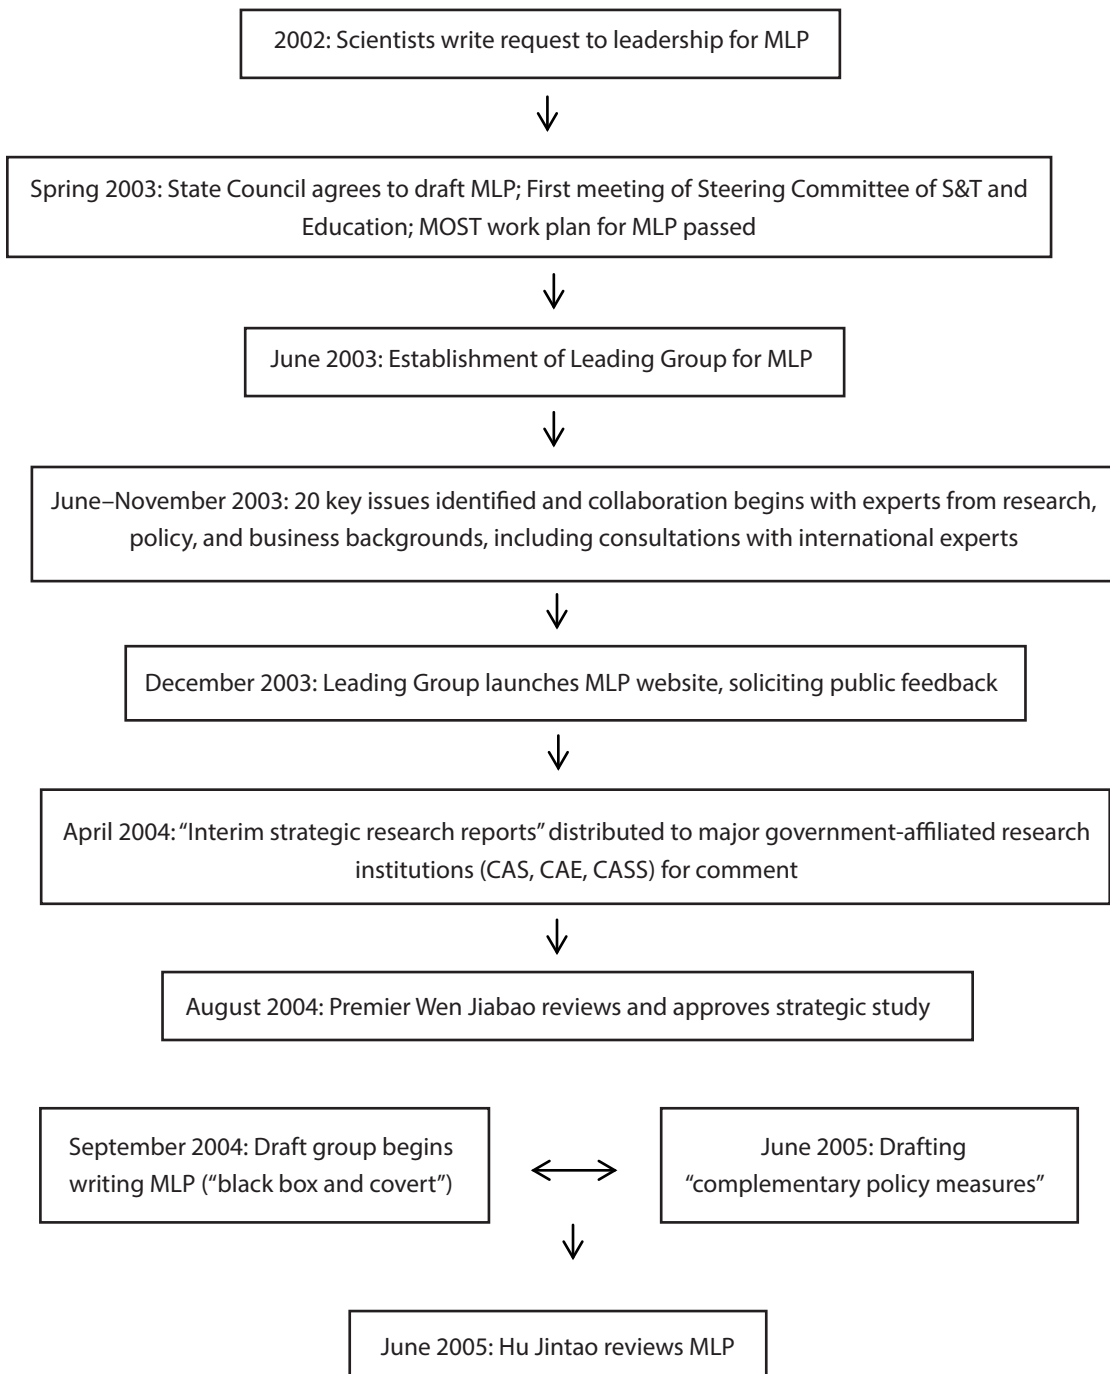 2002: Scientists write request to leadership for MLP
Spring 2003: State Council agrees to draft MLP; First meeting of Steering Committee of S&T and
Education; MOST work plan for MLP passed
June 2003: Establishment of Leading Group for MLP
June–November 2003: 20 key issues identified and collaboration begins with experts from research,
policy, and business backgrounds, including consultations with international experts
December 2003: Leading Group launches MLP website, soliciting public feedback
April 2004: “Interim strategic research reports” distributed to major government-affiliated research
institutions (CAS, CAE, CASS) for comment
August 2004: Premier Wen Jiabao reviews and approves strategic study
September 2004: Draft group begins
writing MLP (“black box and covert”)
June 2005: Drafting
“complementary policy measures”
June 2005: Hu Jintao reviews MLP